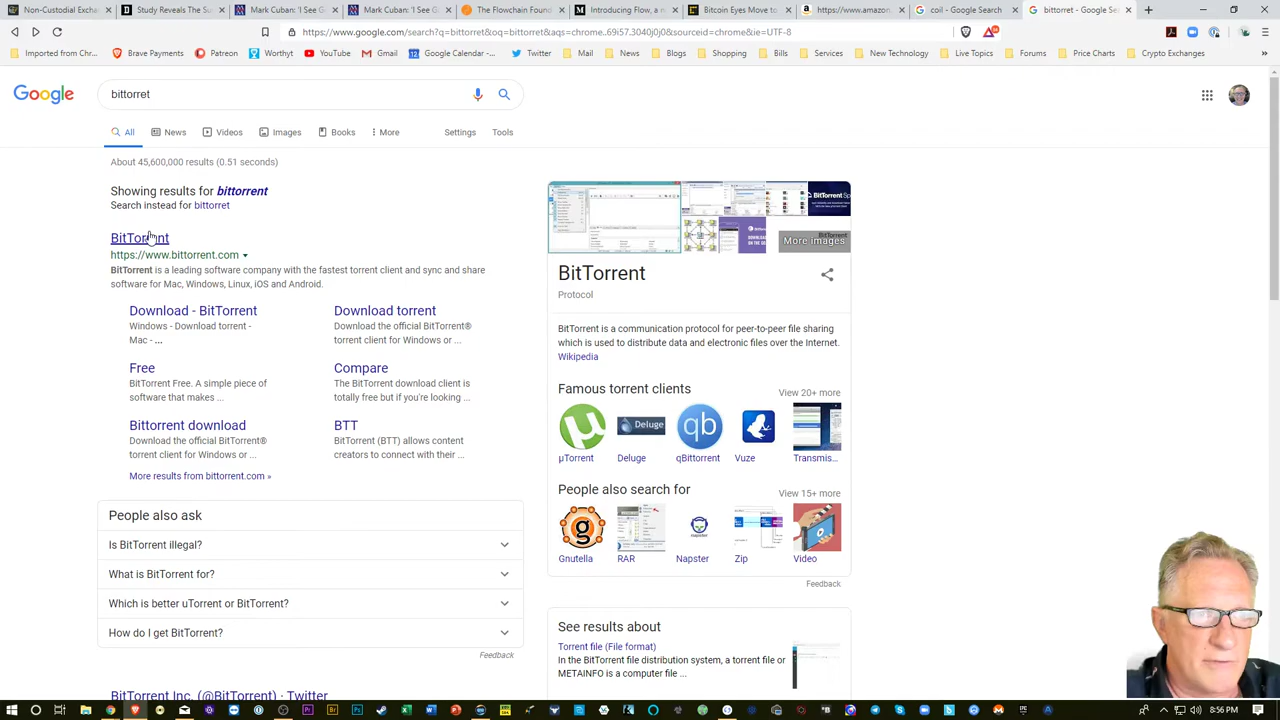 Non-Custodial Exc
Study Reveals The Su
Mark Cuban: 'I See G
Mark Cuban: 'I See G
The Flowchain Foun
Introducing Flow, a n
Bitcoin Eyes Move to
https://www.amazon.
coil - Google Search
bittorret - Google Sea
https://www.google.com/search?q=bittorret&oq=bittorret&aqs=chrome..69i57.3040j0j0&sourceid=chrome&ie=UTF-8
Imported from Chr...
Brave Payments
Patreon
Wirex
YouTube
Gmail
Google Calendar -...
Twitter
Mail
News
Blogs
Shopping
Bills
Services
New Technology
Live Training
Forums
Price Charts
Crypto Exchanges
Google
bittorret
All
News
Videos
Images
Books
More
Settings
Tools
About 45,600,000 results (0.51 seconds)
Showing results for bittorrent
Search instead for bittorret
BitTorrent
https://www.bittorrent.com
BitTorrent is a leading software company with the fastest torrent client and sync and share
software for Mac, Windows, Linux, iOS and Android.
Download - BitTorrent
Windows - Download torrent -
Mac - ...
Download torrent
Download the official BitTorrent®
torrent client for Windows or ...
Free
BitTorrent Free. A simple piece of
software that makes ...
Compare
The BitTorrent download client is
totally free but if you're looking ...
Bittorrent download
Download the official BitTorrent®
torrent client for Windows or ...
BTT
BitTorrent (BTT) allows content
creators to connect with their ...
More results from bittorrent.com »
People also ask
Is BitTorrent illegal?
What is BitTorrent for?
Which is better uTorrent or BitTorrent?
How do I get BitTorrent?
Feedback
BitTorrent Inc. (@BitTorrent) · Twitter
More images
BitTorrent
Protocol
BitTorrent is a communication protocol for peer-to-peer file sharing
which is used to distribute data and electronic files over the Internet.
Wikipedia
Famous torrent clients
View 20+ more
Deluge
qb
µTorrent
Deluge
qBittorrent
Vuze
Transmis...
People also search for
View 15+ more
Gnutella
RAR
Napster
Zip
Video
Feedback
See results about
Torrent file (File format)
In the BitTorrent file distribution system, a torrent file or
METAINFO is a computer file ...
8:56 PM